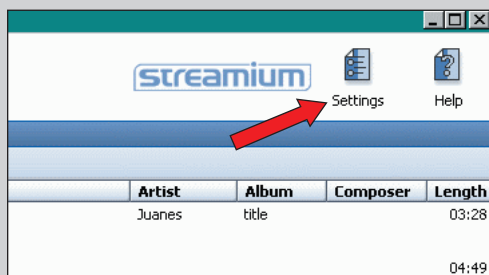 streamium
Settings Help
Artist Album Composer Length
Juanes title 03:28
04:49